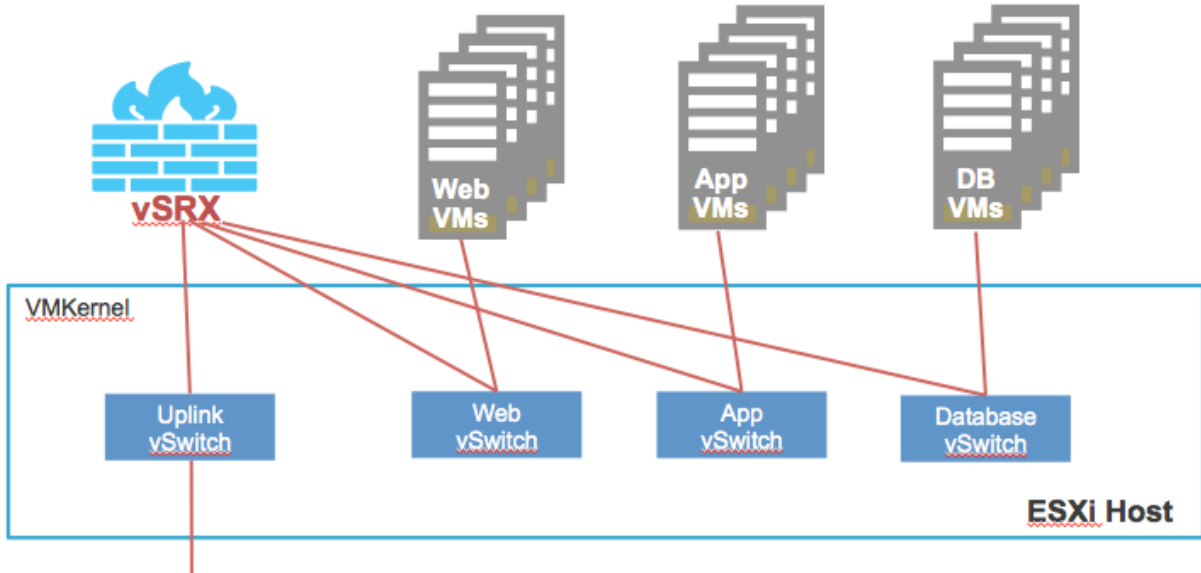 Web
VMs
App
VMs
DB
VMs
vSRX
VMKernel
Uplink
vSwitch
Web
vSwitch
App
vSwitch
Database
vSwitch
ESXi Host